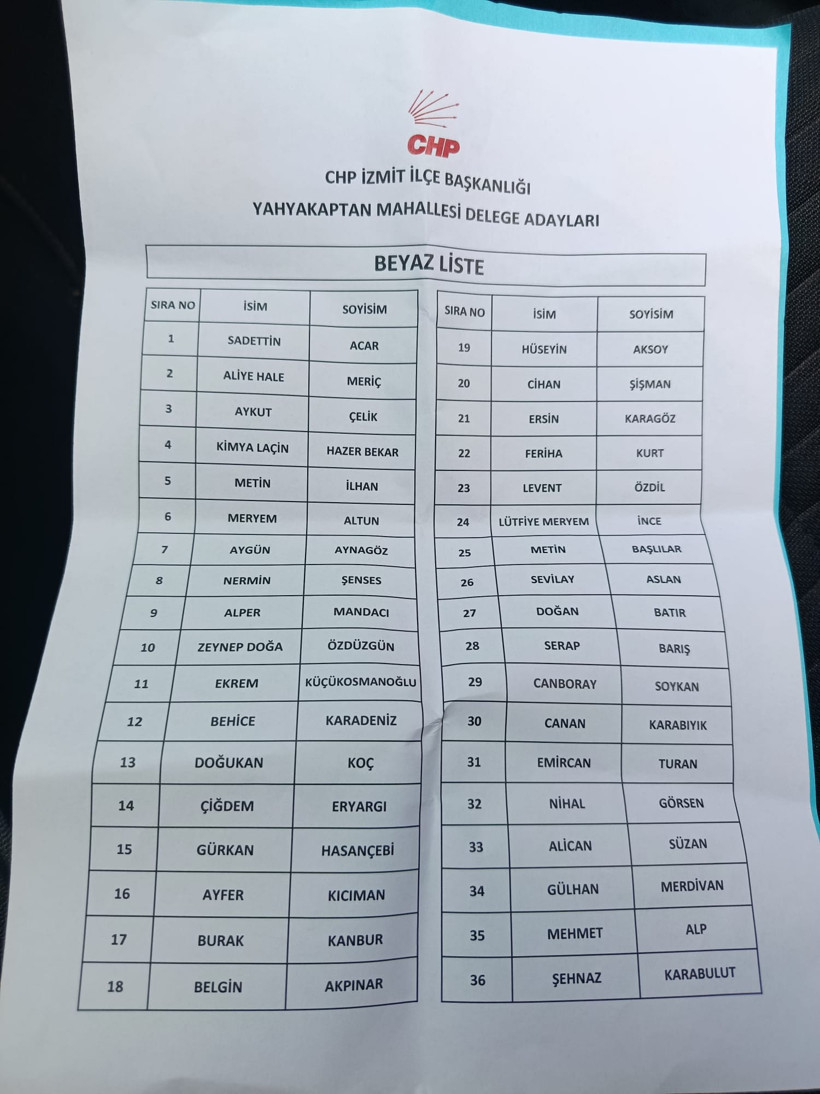 CHP
CHP İZMİT İLÇE BAŞKANLIĞI
YAHYAKAPTAN MAHALLESİ DELEGE ADAYLARI
BEYAZ LİSTE
SIRA NO İSİM SOYİSİM
1 SADETTİN ACAR
2 ALİYE HALE MERİÇ
3 AYKUT ÇELİK
4 KİMYA LAÇİN HAZER BEKAR
5 METİN İLHAN
6 MERYEM ALTUN
7 AYGÜN AYNAGÖZ
8 NERMİN ŞENSES
9 ALPER MANDACI
10 ZEYNEP DOĞA ÖZDÜZGÜN
11 EKREM KÜÇÜKOSMANOĞLU
12 BEHİCE KARADENİZ
13 DOĞUKAN KOÇ
14 ÇİĞDEM ERYARGI
15 GÜRKAN HASANÇEBİ
16 AYFER KICIMAN
17 BURAK KANBUR
18 BELGİN AKPINAR
SIRA NO İSİM SOYİSİM
19 HÜSEYİN AKSOY
20 CİHAN ŞİŞMAN
21 ERSİN KARAGÖZ
22 FERİHA KURT
23 LEVENT ÖZDİL
24 LÜTFİYE MERYEM İNCE
25 METİN BAŞLILAR
26 SEVİLAY ASLAN
27 DOĞAN BATIR
28 SERAP BARIŞ
29 CANBORAY SOYKAN
30 CANAN KARABIYIK
31 EMİRCAN TURAN
32 NİHAL GÖRSEN
33 ALİCAN SÜZAN
34 GÜLHAN MERDİVAN
35 MEHMET ALP
36 ŞEHNAZ KARABULUT